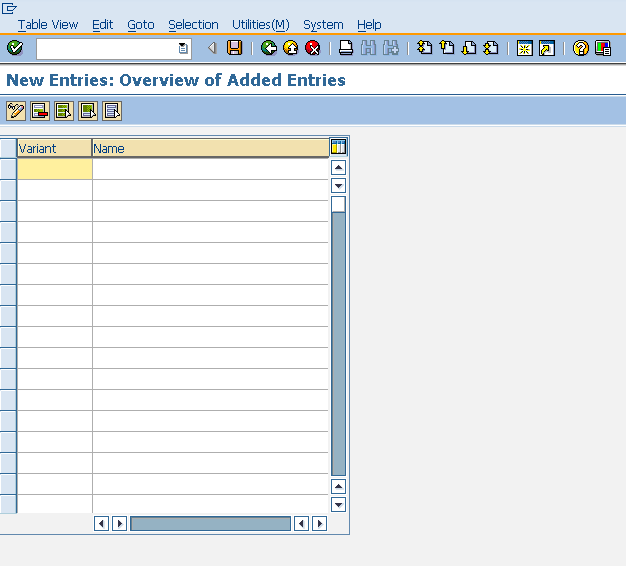 Table View Edit Goto Selection Utilities(M) System Help
New Entries: Overview of Added Entries
Variant Name